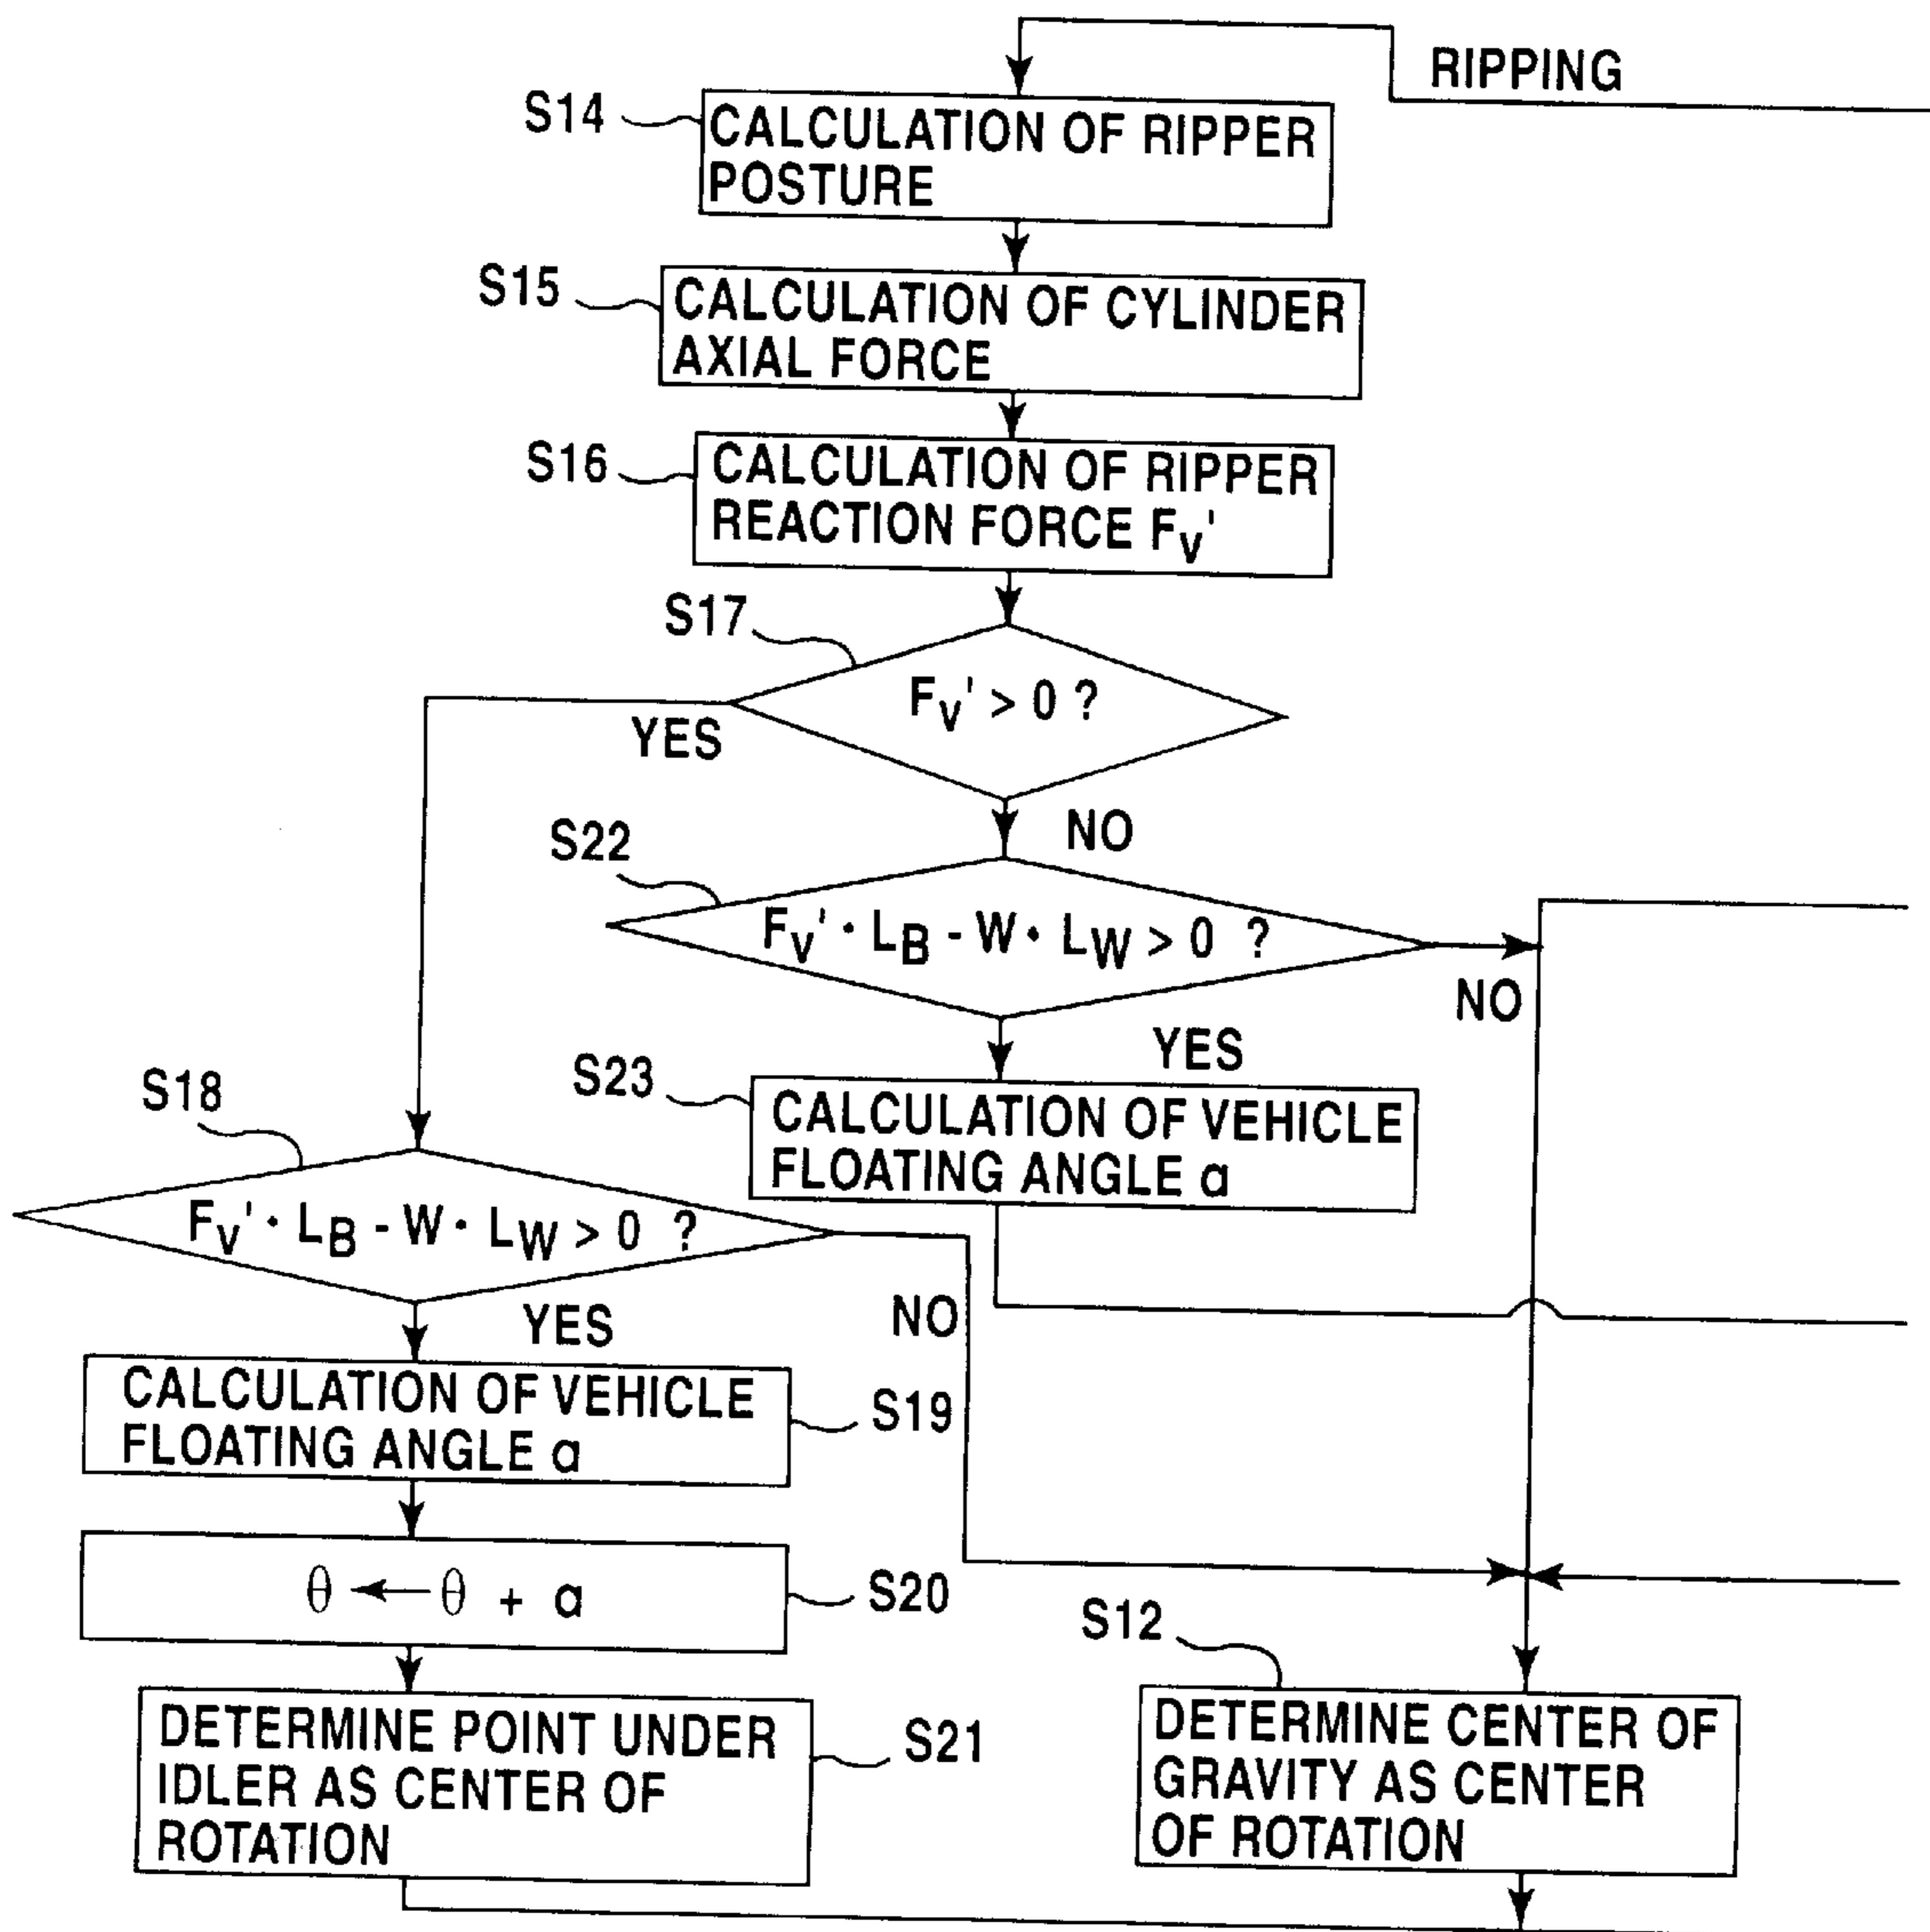 RIPPING
S14
CALCULATION OF RIPPER
POSTURE
S15
CALCULATION OF CYLINDER
AXIAL FORCE
S16
CALCULATION OF RIPPER
REACTION FORCE FV'
S17
FV' > 0 ?
YES
NO
S22
FV' · LB - W · LW > 0 ?
NO
YES
S23
CALCULATION OF VEHICLE
FLOATING ANGLE α
S18
FV' · LB - W · LW > 0 ?
YES
NO
CALCULATION OF VEHICLE
FLOATING ANGLE α
S19
θ ← θ + α
S20
DETERMINE POINT UNDER
IDLER AS CENTER OF
ROTATION
S21
S12
DETERMINE CENTER OF
GRAVITY AS CENTER
OF ROTATION